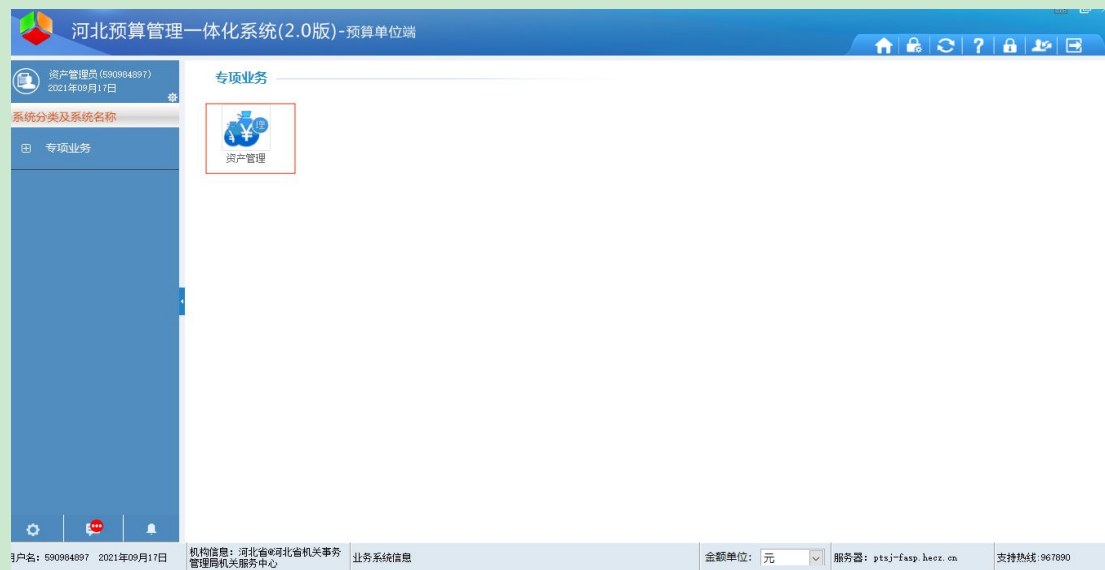 河北预算管理一体化系统(2.0版)-预算单位端
资产管理员(590984897)
2021年09月17日
系统分类及系统名称
专项业务
专项业务
理
资产管理
用户名: 590984897 2021年09月17日
机构信息: 河北省@河北省机关事务
管理局机关服务中心
业务系统信息
金额单位: 元
服务器: ptsj-fasp.hecz.cn
支持热线:967890